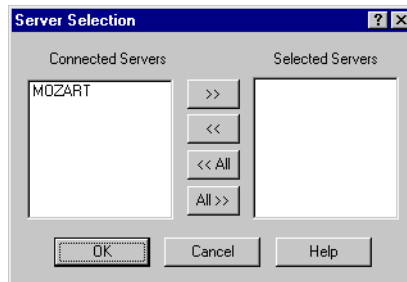 Server Selection
Connected Servers
Selected Servers
MOZART
>>
<<
<< All
All >>
OK
Cancel
Help